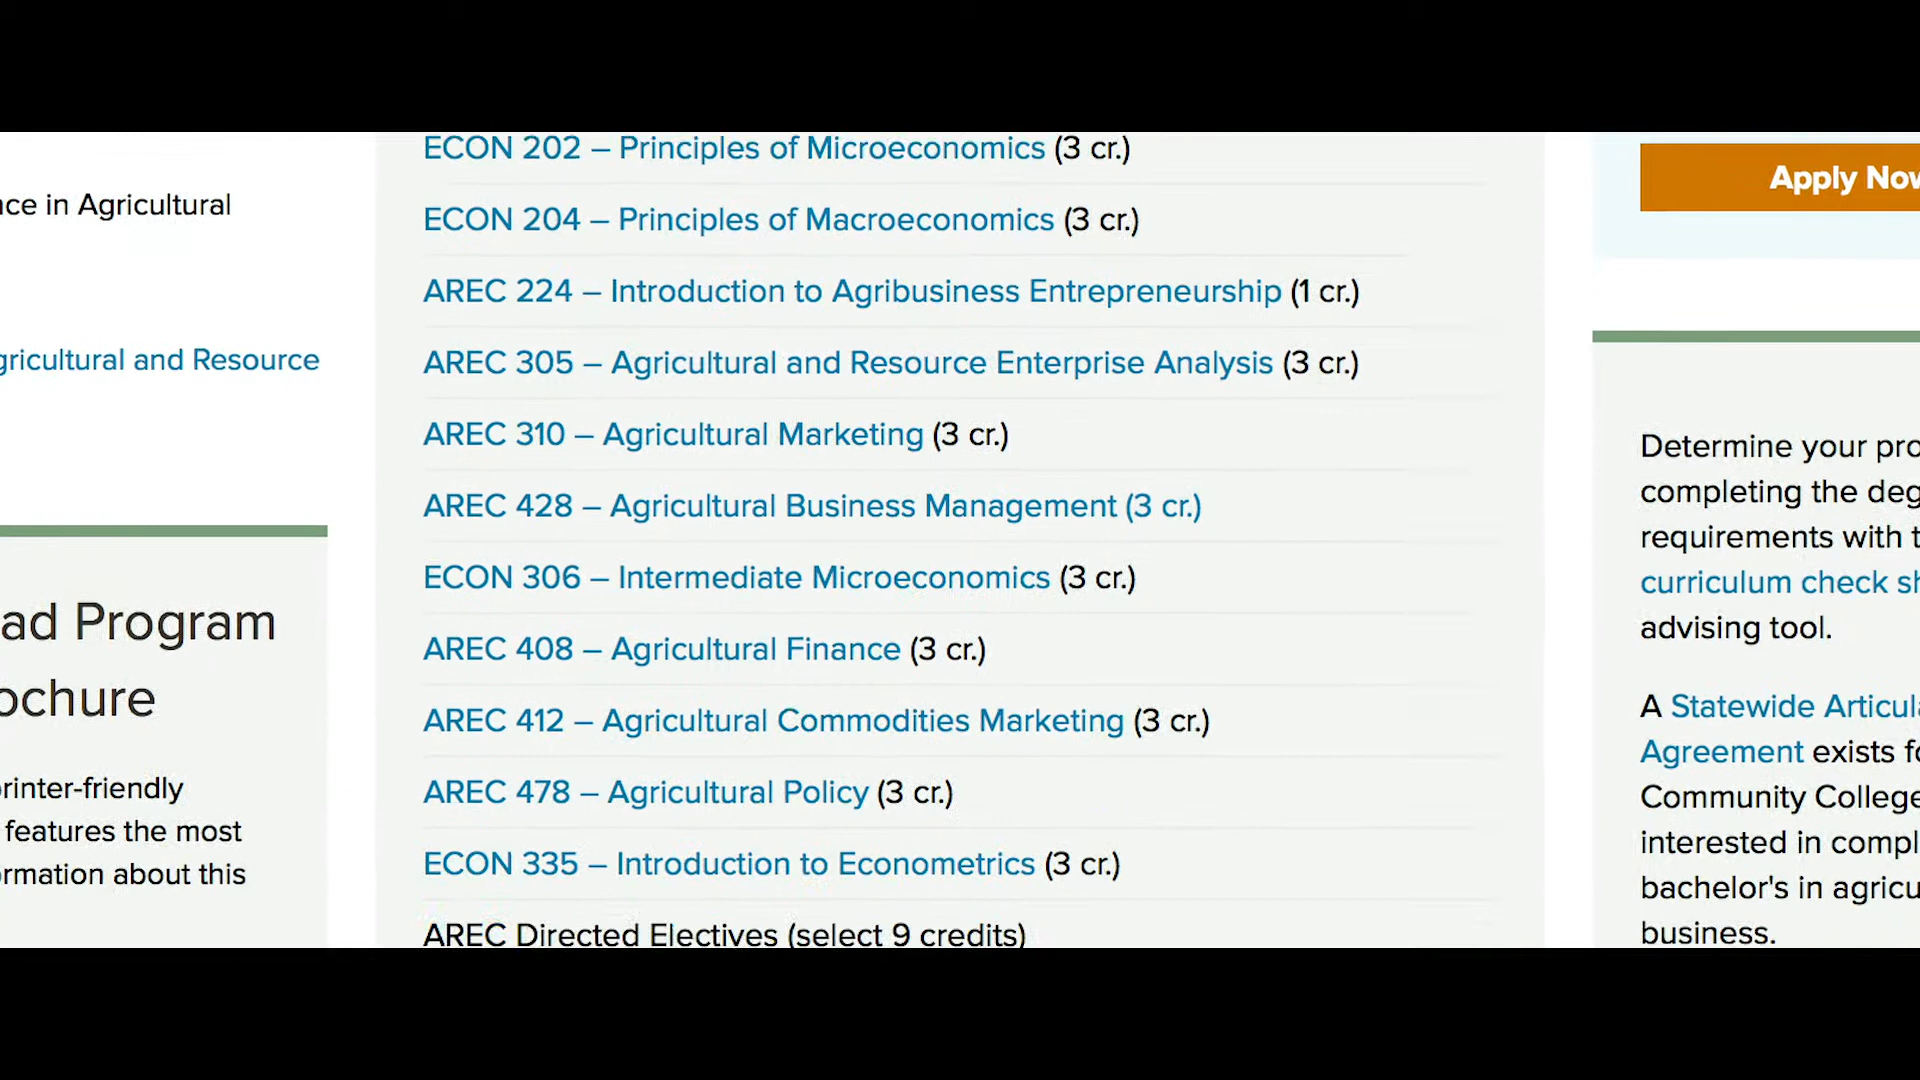 nce in Agricultural
gricultural and Resource
ad Program
ochure
rinter-friendly
features the most
ormation about this
ECON 202 – Principles of Microeconomics (3 cr.)
ECON 204 – Principles of Macroeconomics (3 cr.)
AREC 224 – Introduction to Agribusiness Entrepreneurship (1 cr.)
AREC 305 – Agricultural and Resource Enterprise Analysis (3 cr.)
AREC 310 – Agricultural Marketing (3 cr.)
AREC 428 – Agricultural Business Management (3 cr.)
ECON 306 – Intermediate Microeconomics (3 cr.)
AREC 408 – Agricultural Finance (3 cr.)
AREC 412 – Agricultural Commodities Marketing (3 cr.)
AREC 478 – Agricultural Policy (3 cr.)
ECON 335 – Introduction to Econometrics (3 cr.)
AREC Directed Electives (select 9 credits)
Apply Now
Determine your pro
completing the deg
requirements with t
curriculum check sh
advising tool.
A Statewide Articula
Agreement exists fo
Community College
interested in compl
bachelor's in agricu
business.